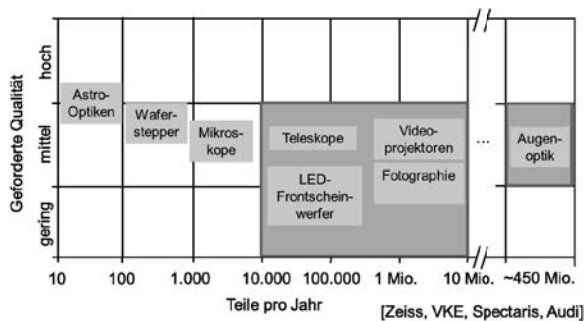 Geforderte Qualität
hoch
mittel
gering
Astro-
Optiken
Wafer-
stepper
Mikros-
kope
Teleskope
Video-
projektoren
...
Augen-
optik
LED-
Frontschein-
werfer
Fotographie
10 100 1.000 10.000 100.000 1 Mio. 10 Mio. ~450 Mio.
Teile pro Jahr
[Zeiss, VKE, Spectaris, Audi]